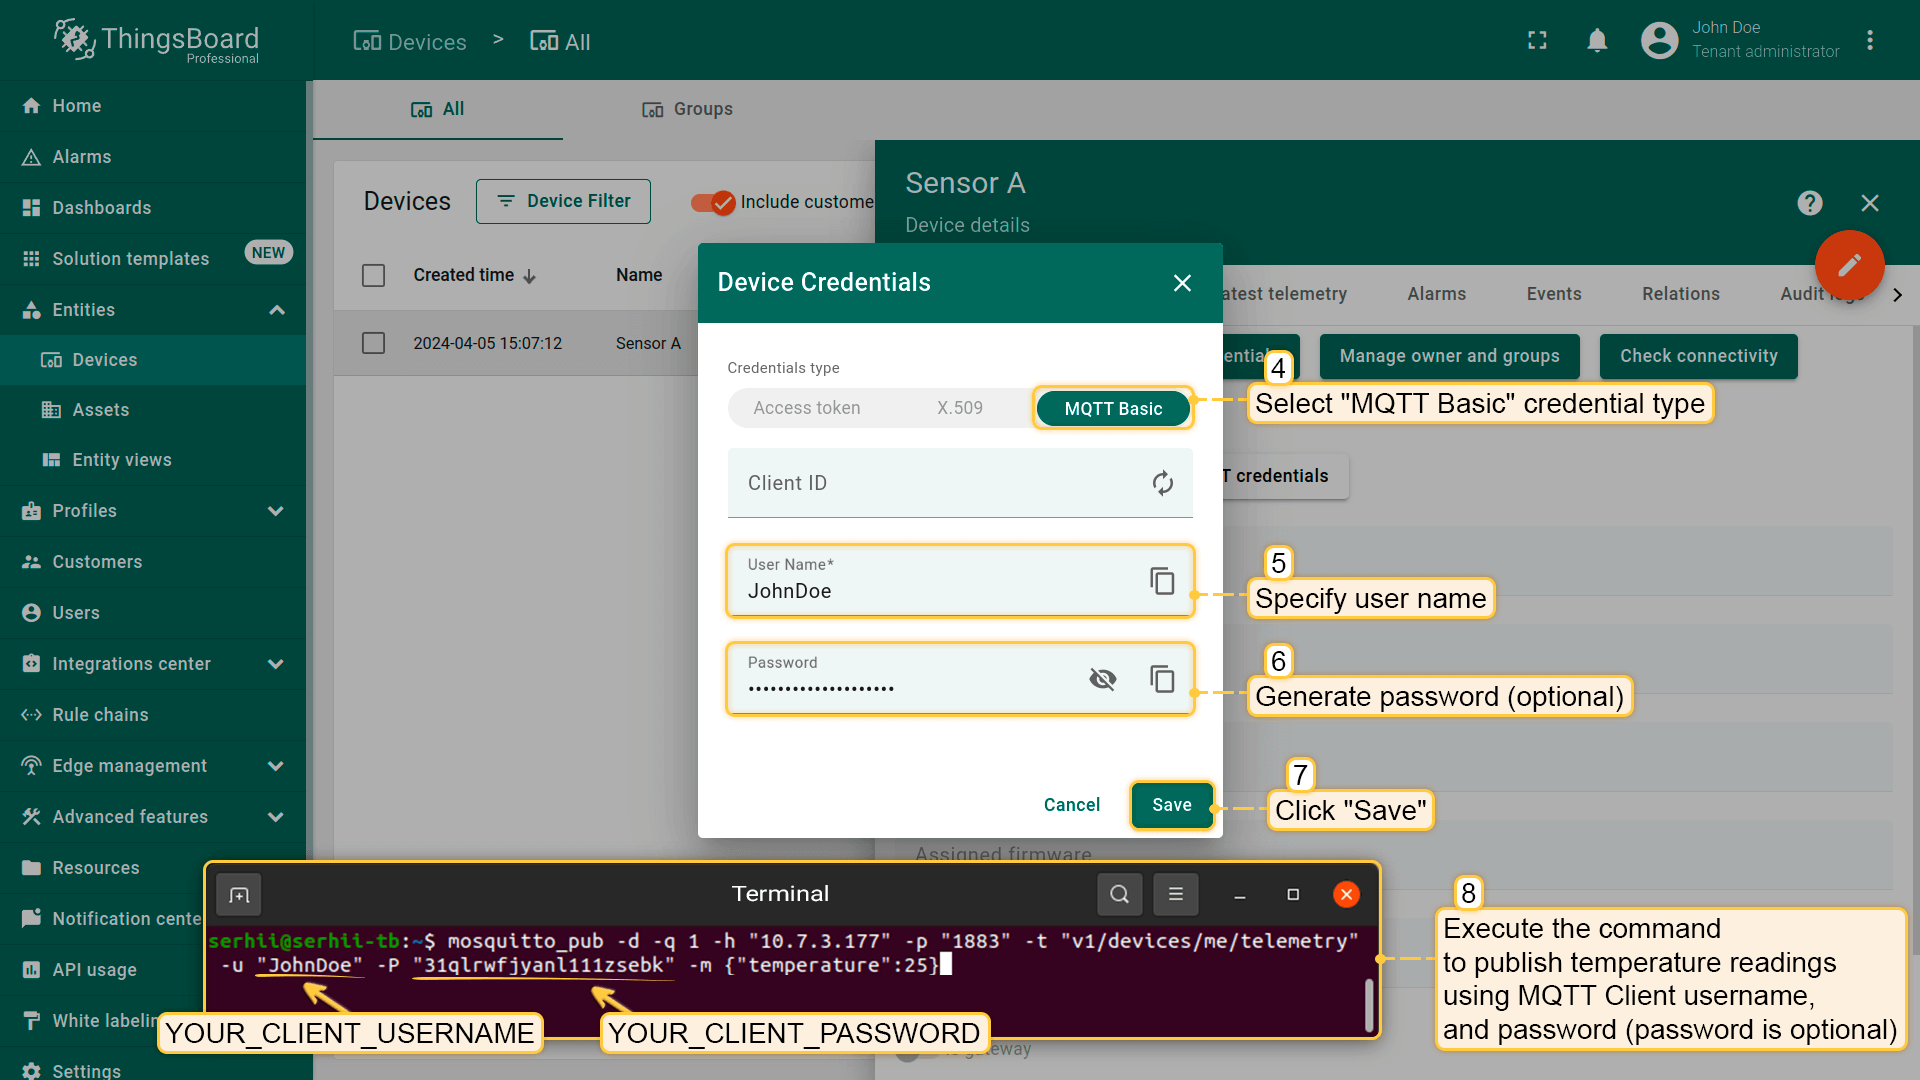 ThingsBoard
Professional
Devices > All
John Doe
Tenant administrator
Home
Alarms
Dashboards
Solution templates NEW
Entities
Devices
Assets
Entity views
Profiles
Customers
Users
Integrations center
Rule chains
Edge management
Advanced features
Resources
Notification cente
API usage
White labelin
Settings
All
Groups
Devices
Device Filter
Include custome
Created time
Name
2024-04-05 15:07:12
Sensor A
Sensor A
Device details
atest telemetry
Alarms
Events
Relations
Audit logs
Manage owner and groups
Check connectivity
T credentials
Assigned firmware
Device Credentials
Credentials type
Access token
X.509
MQTT Basic
Client ID
User Name*
JohnDoe
Password
••••••••••••••••••••
Cancel
Save
4
Select "MQTT Basic" credential type
5
Specify user name
6
Generate password (optional)
7
Click "Save"
8
Execute the command
to publish temperature readings
using MQTT Client username,
and password (password is optional)
Terminal
serhii@serhii-tb:~$ mosquitto_pub -d -q 1 -h "10.7.3.177" -p "1883" -t "v1/devices/me/telemetry"
-u "JohnDoe" -P "31qlrwfjyanl111zsebk" -m {"temperature":25}
YOUR_CLIENT_USERNAME
YOUR_CLIENT_PASSWORD
gateway